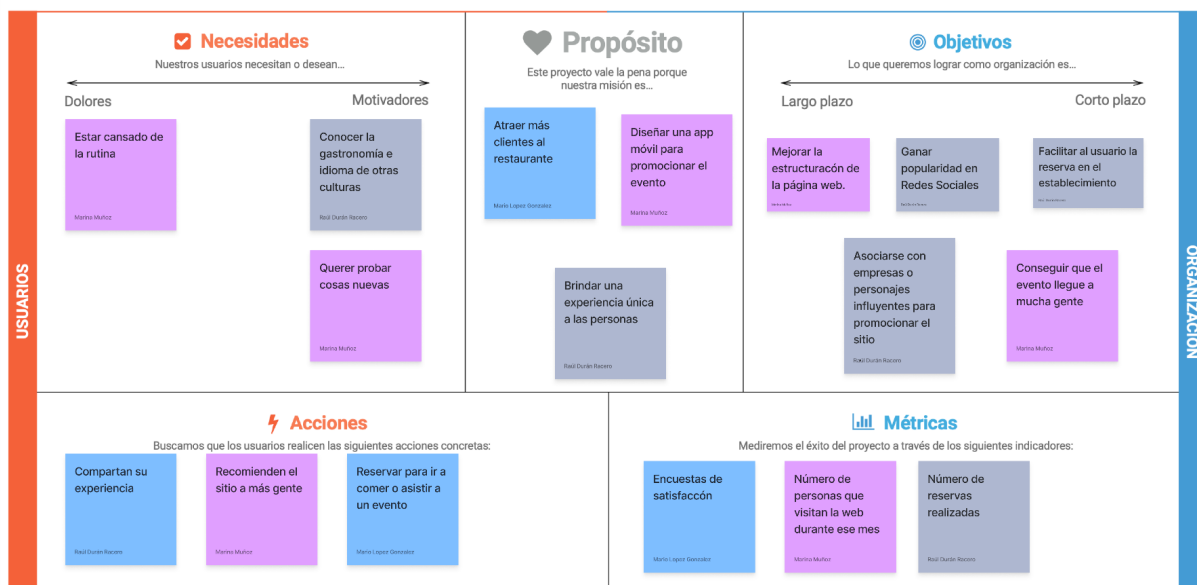 Necesidades
Nuestros usuarios necesitan o desean...
Dolores
Motivadores
Estar cansado de
la rutina
Marina Muñoz
Conocer la
gastronomía e
idioma de otras
culturas
Raúl Durán Racero
Querer probar
cosas nuevas
Marina Muñoz
Propósito
Este proyecto vale la pena porque
nuestra misión es...
Atraer más
clientes al
restaurante
Mario Lopez Gonzalez
Diseñar una app
móvil para
promocionar el
evento
Marina Muñoz
Brindar una
experiencia única
a las personas
Raúl Durán Racero
Objetivos
Lo que queremos lograr como organización es...
Largo plazo
Corto plazo
Mejorar la
estructuracón de
la página web.
Ganar
popularidad en
Redes Sociales
Facilitar al usuario la
reserva en el
establecimiento
Asociarse con
empresas o
personajes
influyentes para
promocionar el
sitio
Raúl Durán Racero
Conseguir que el
evento llegue a
mucha gente
Marina Muñoz
USUARIOS
ORGANIZACIÓN
Acciones
Buscamos que los usuarios realicen las siguientes acciones concretas:
Compartan su
experiencia
Raúl Durán Racero
Recomienden el
sitio a más gente
Marina Muñoz
Reservar para ir a
comer o asistir a
un evento
Mario Lopez Gonzalez
Métricas
Mediremos el éxito del proyecto a través de los siguientes indicadores:
Encuestas de
satisfaccón
Mario Lopez Gonzalez
Número de
personas que
visitan la web
durante ese mes
Marina Muñoz
Número de
reservas
realizadas
Raúl Durán Racero